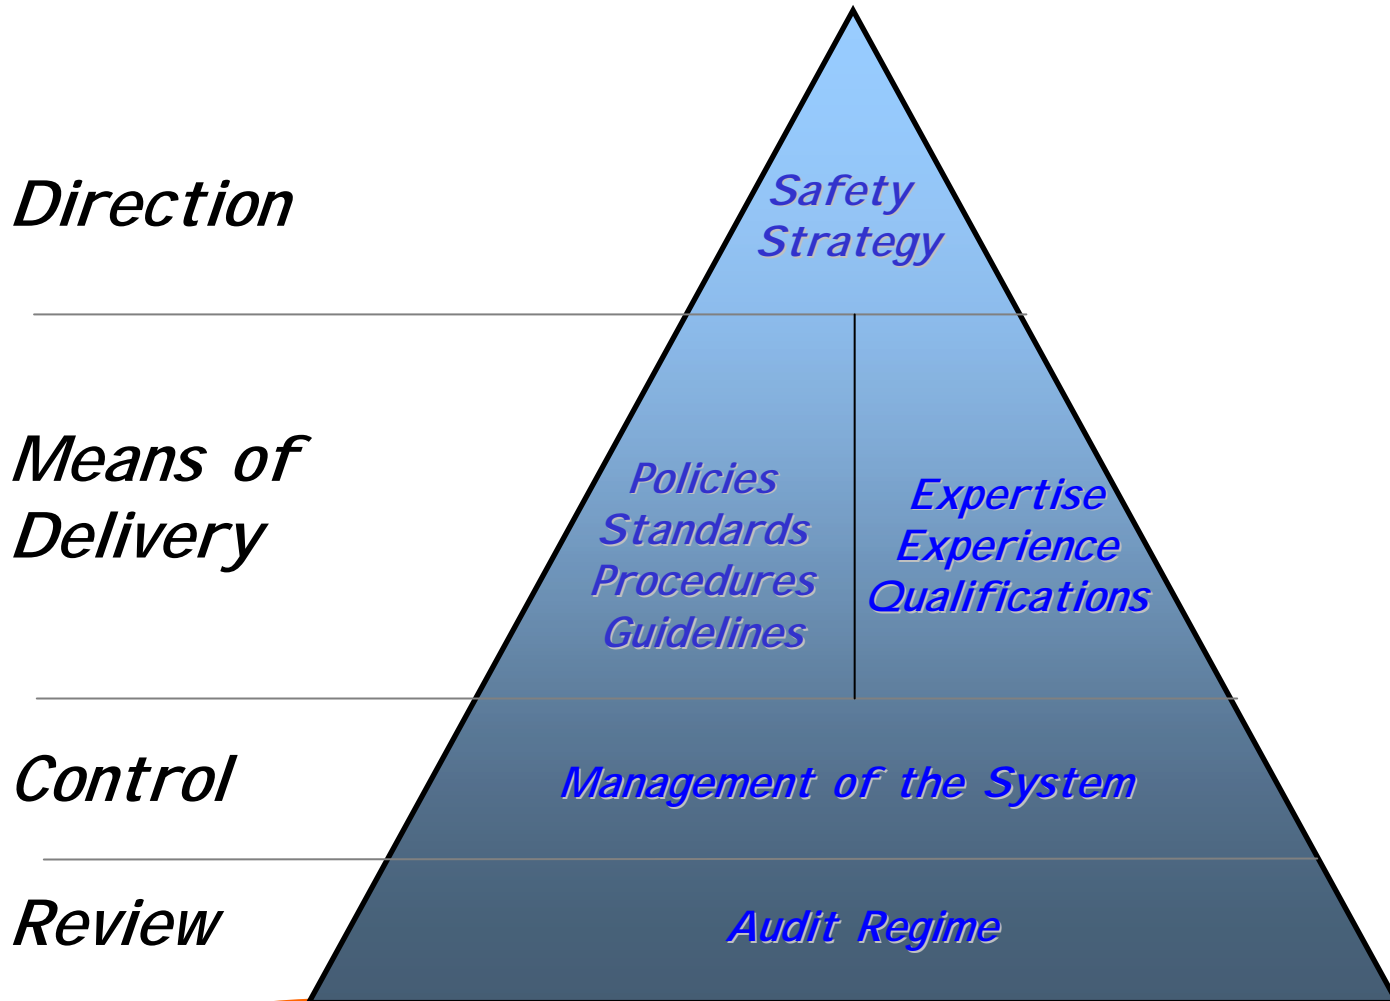 Direction
Safety
Strategy
Means of
Delivery
Policies
Standards
Procedures
Guidelines
Expertise
Experience
Qualifications
Control
Management of the System
Review
Audit Regime